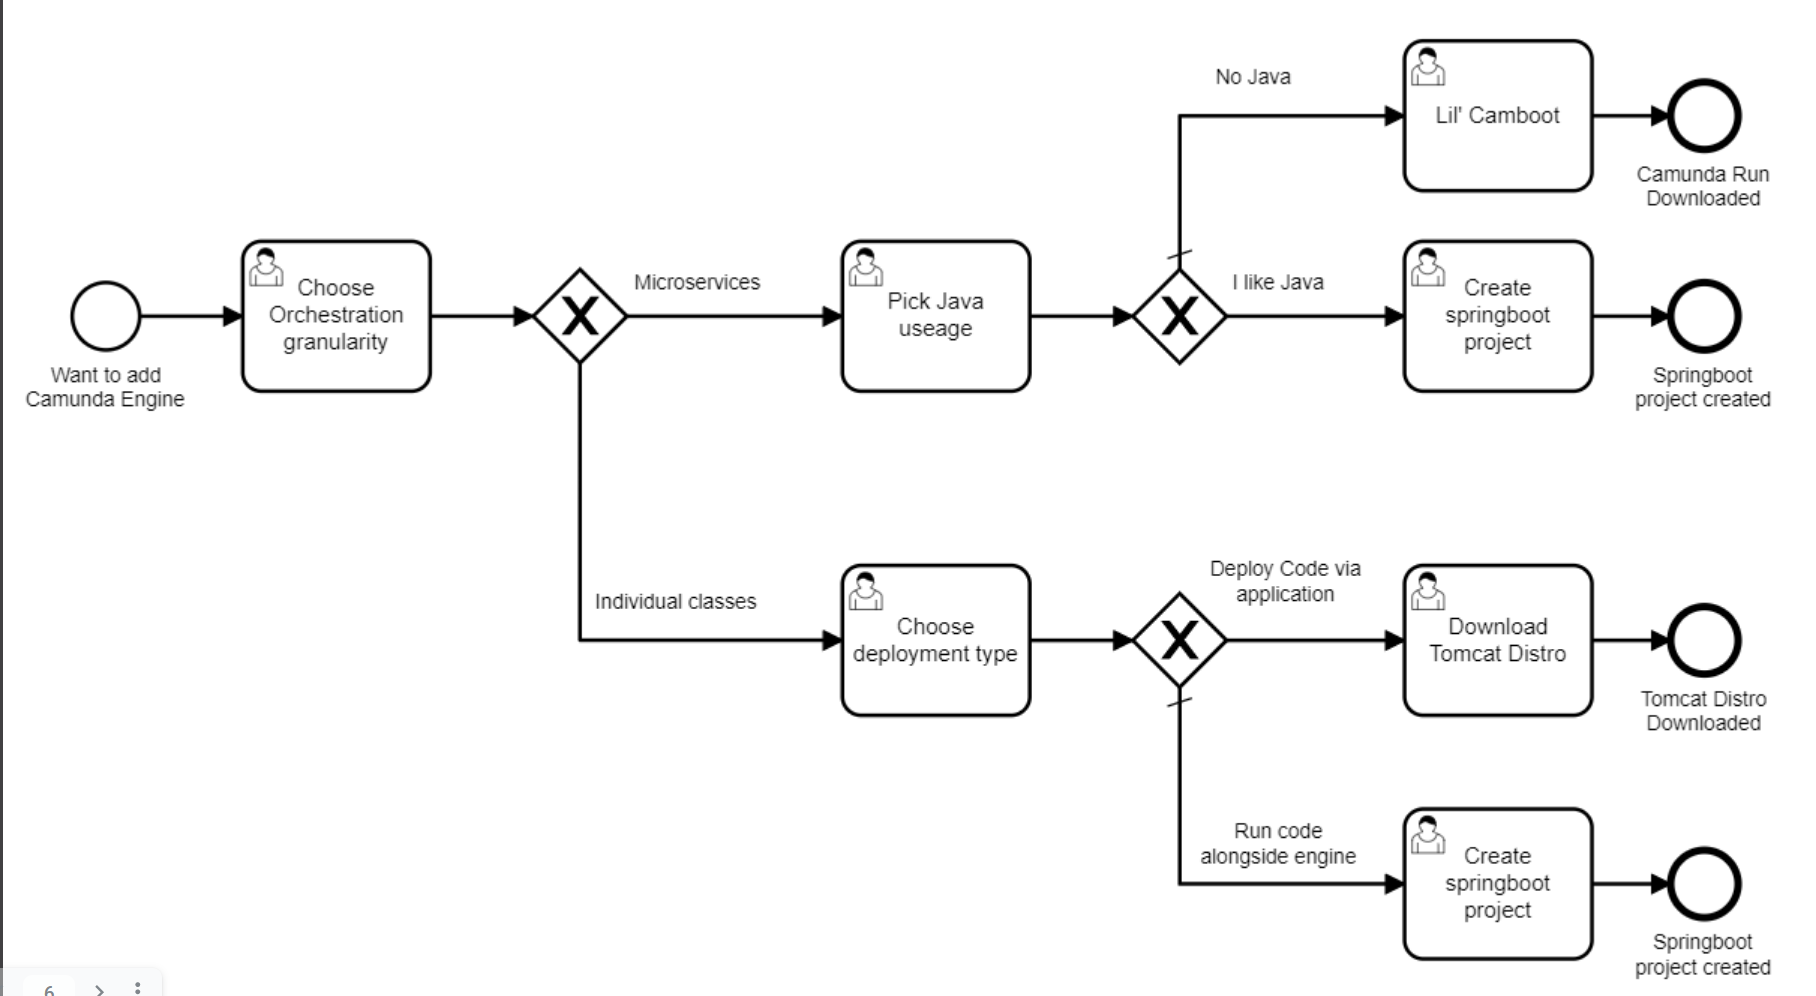 No Java
Lil' Camboot
Camunda Run
Downloaded
Want to add
Camunda Engine
Choose
Orchestration
granularity
Microservices
Pick Java
useage
I like Java
Create
springboot
project
Springboot
project created
Individual classes
Choose
deployment type
Deploy Code via
application
Download
Tomcat Distro
Tomcat Distro
Downloaded
Run code
alongside engine
Create
springboot
project
Springboot
project created
6